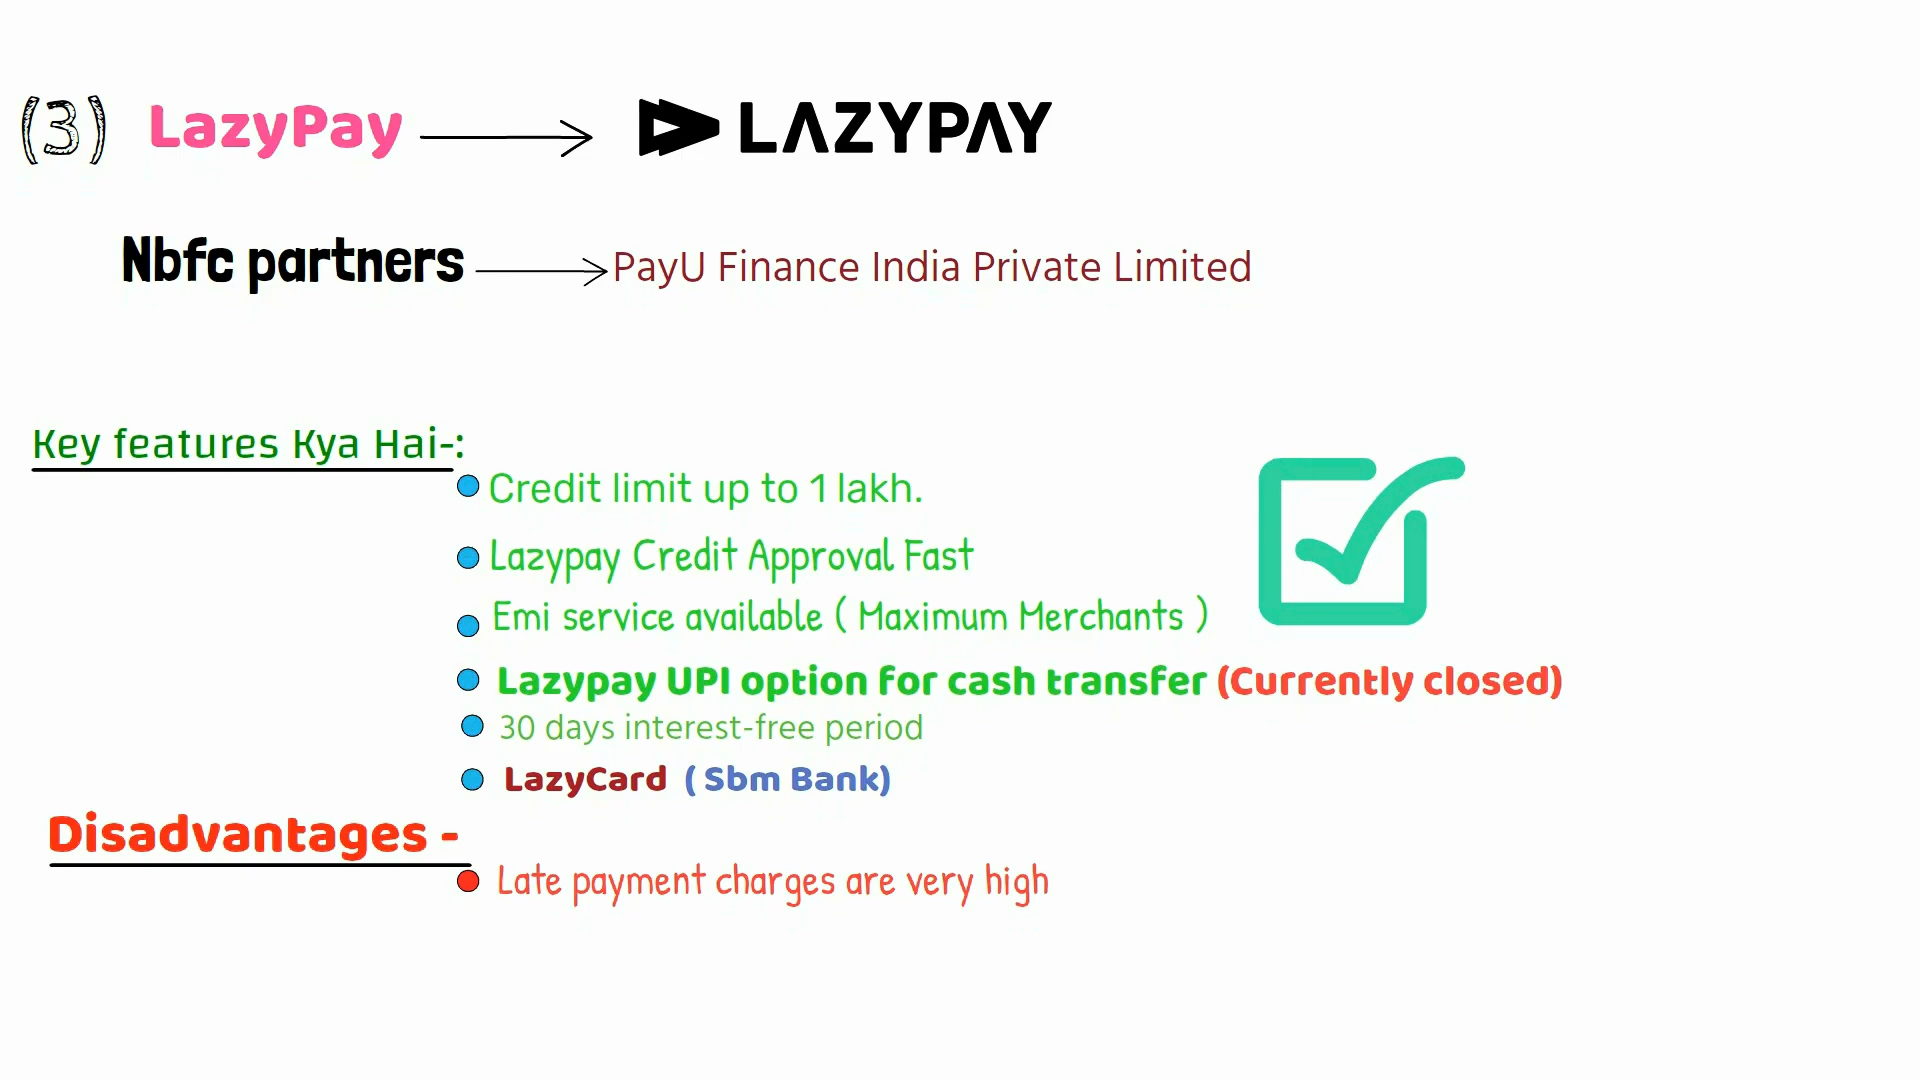 (3) LazyPay LAZYPAY
Nbfc partners PayU Finance India Private Limited
Key features Kya Hai-:
Credit limit up to 1 lakh.
Lazypay Credit Approval Fast
Emi service available ( Maximum Merchants )
Lazypay UPI option for cash transfer (Currently closed)
30 days interest-free period
LazyCard ( Sbm Bank)
Disadvantages -
Late payment charges are very high